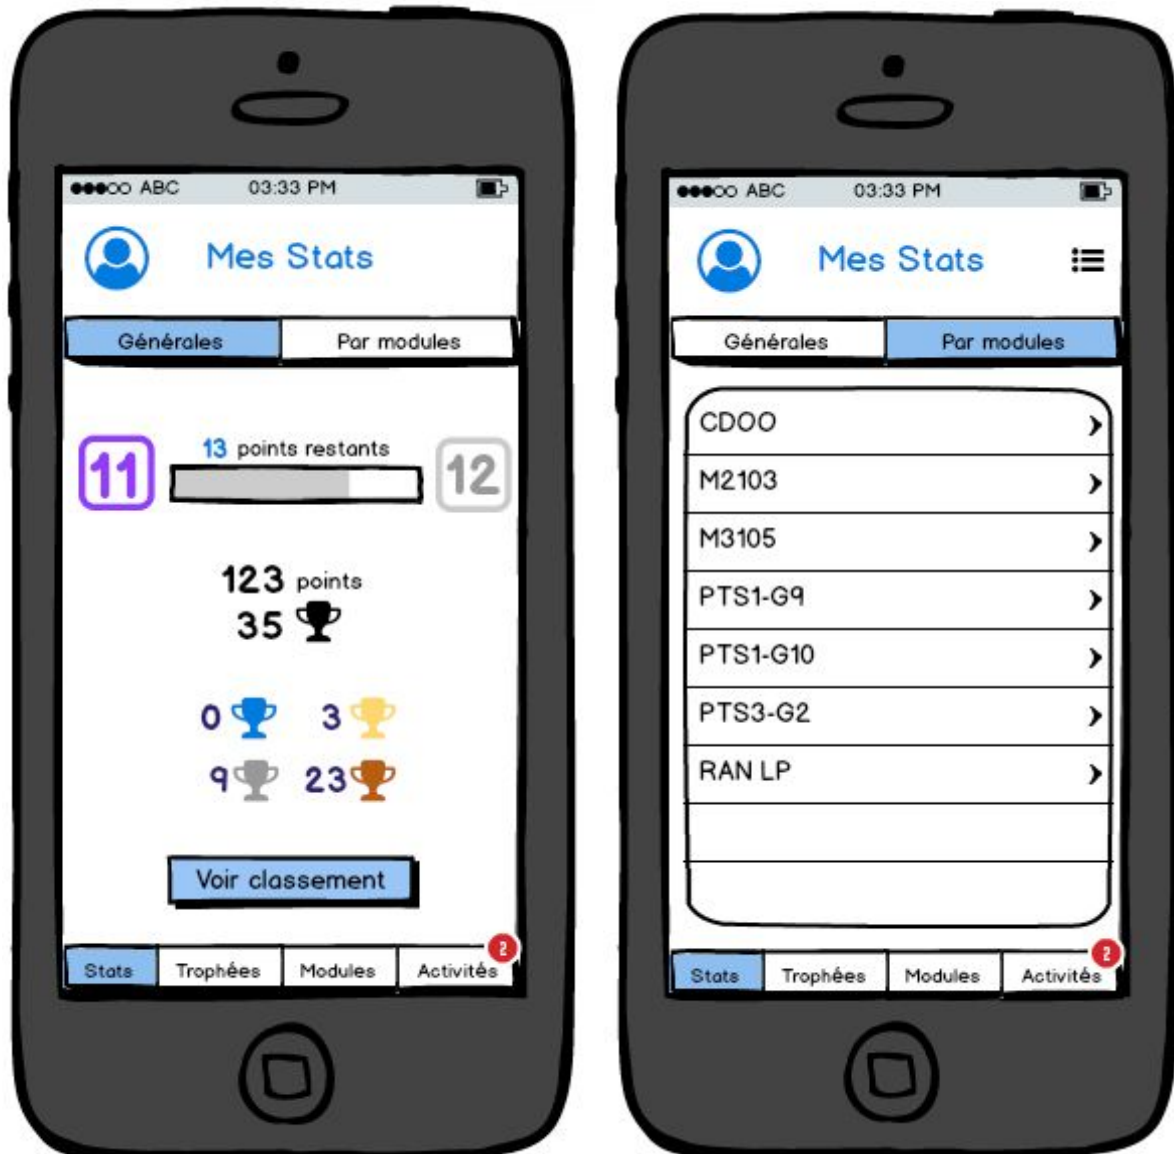 ABC 03:33 PM
Mes Stats
Générales Par modules
13 points restants
11 12
123 points
35
0 3
9 23
Voir classement
2
Stats Trophées Modules Activités
ABC 03:33 PM
Mes Stats
Générales Par modules
CDOO
M2103
M3105
PTS1-G9
PTS1-G10
PTS3-G2
RAN LP
2
Stats Trophées Modules Activités